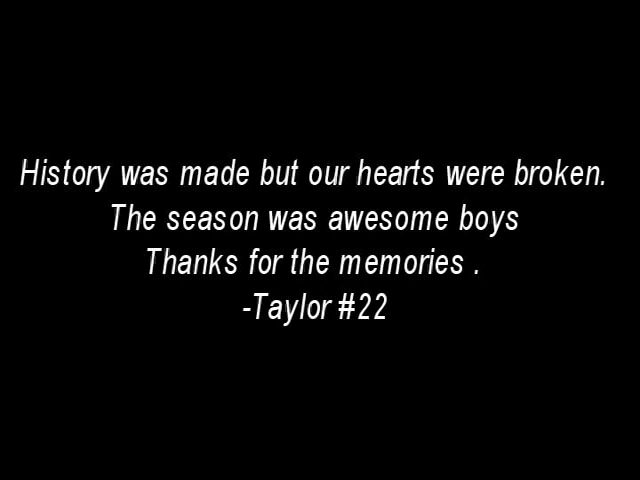 History was made but our hearts were broken.
The season was awesome boys
Thanks for the memories .
-Taylor #22